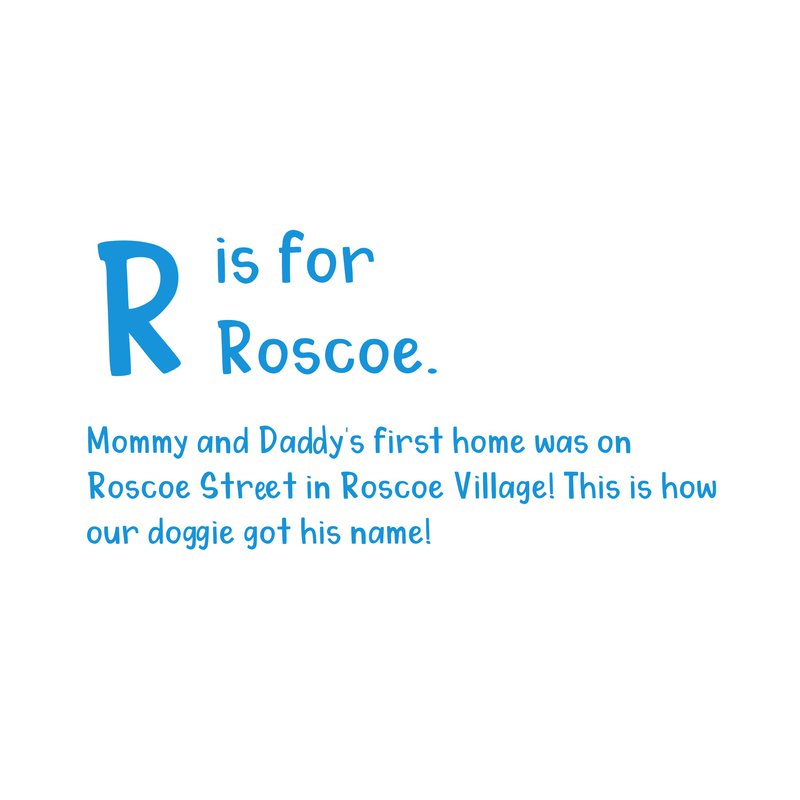 R is for
Roscoe.
Mommy and Daddy's first home was on
Roscoe Street in Roscoe Village! This is how
our doggie got his name!